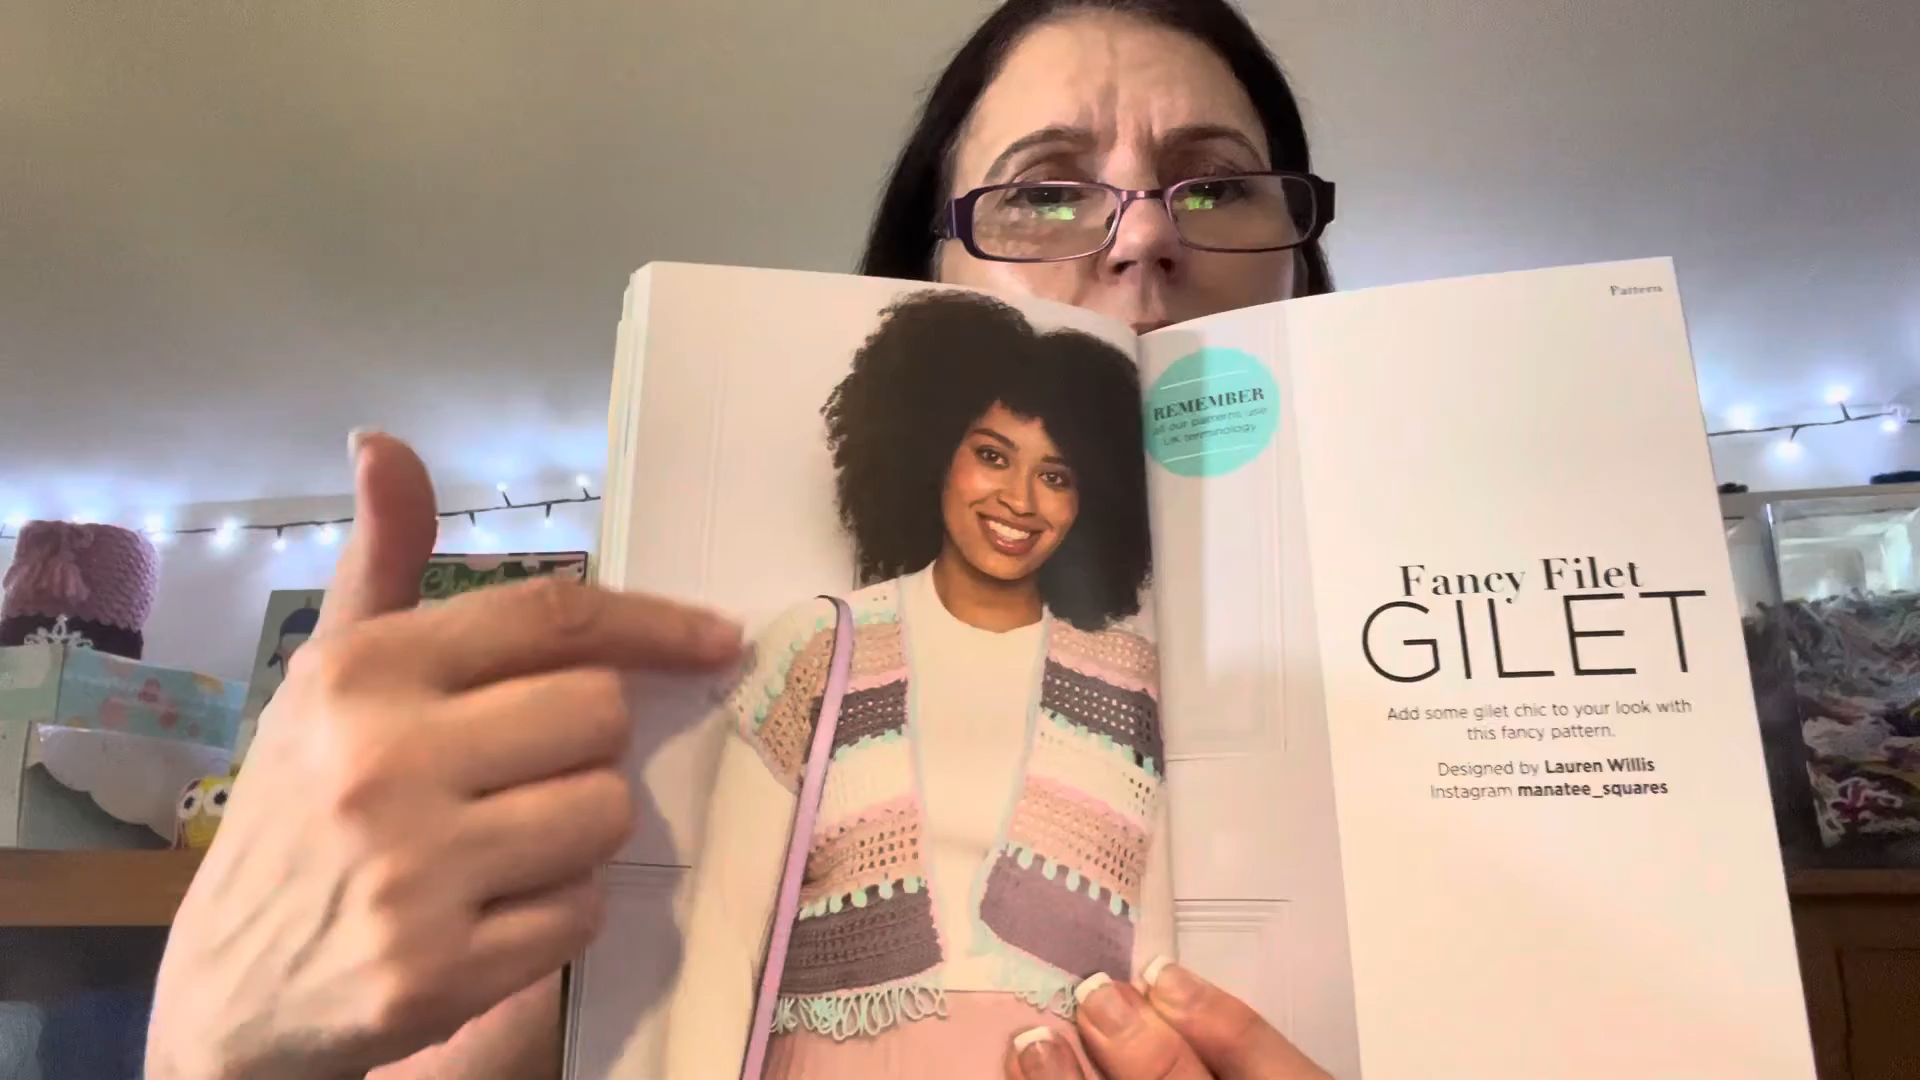 Pattern
REMEMBER
all our patterns use
UK terminology
Fancy Filet
GILET
Add some gilet chic to your look with
this fancy pattern.
Designed by Lauren Willis
Instagram manatee_squares